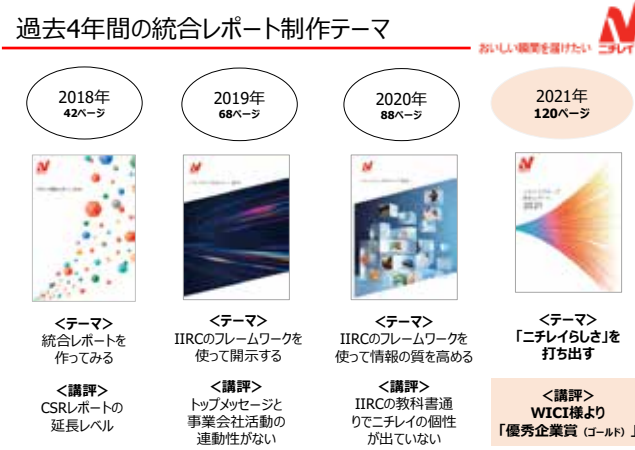 過去4年間の統合レポート制作テーマ
おいしい瞬間を届けたい ニチレイ
2018年
42ページ
2019年
68ページ
2020年
88ページ
2021年
120ページ
2021
<テーマ>
統合レポートを
作ってみる
<テーマ>
IIRCのフレームワークを
使って開示する
<テーマ>
IIRCのフレームワークを
使って情報の質を高める
<テーマ>
「ニチレイらしさ」を
打ち出す
<講評>
CSRレポートの
延長レベル
<講評>
トップメッセージと
事業会社活動の
連動性がない
<講評>
IIRCの教科書通
りでニチレイの個性
が出ていない
<講評>
WICI様より
「優秀企業賞（ゴールド）」